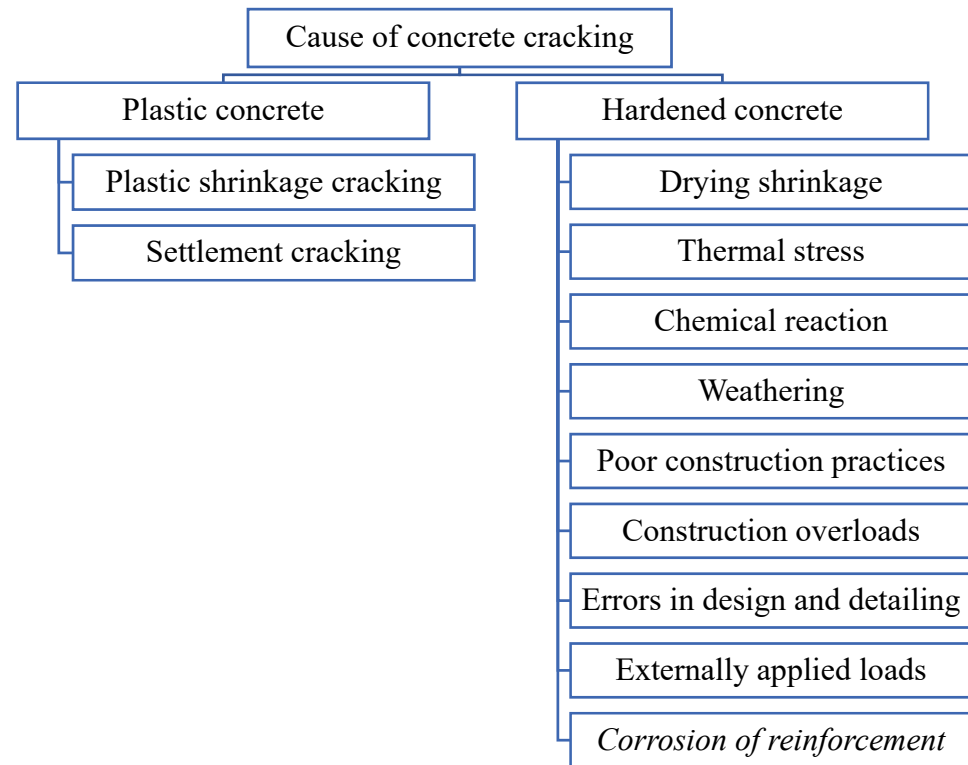 Cause of concrete cracking
Plastic concrete
Plastic shrinkage cracking
Settlement cracking
Hardened concrete
Drying shrinkage
Thermal stress
Chemical reaction
Weathering
Poor construction practices
Construction overloads
Errors in design and detailing
Externally applied loads
Corrosion of reinforcement